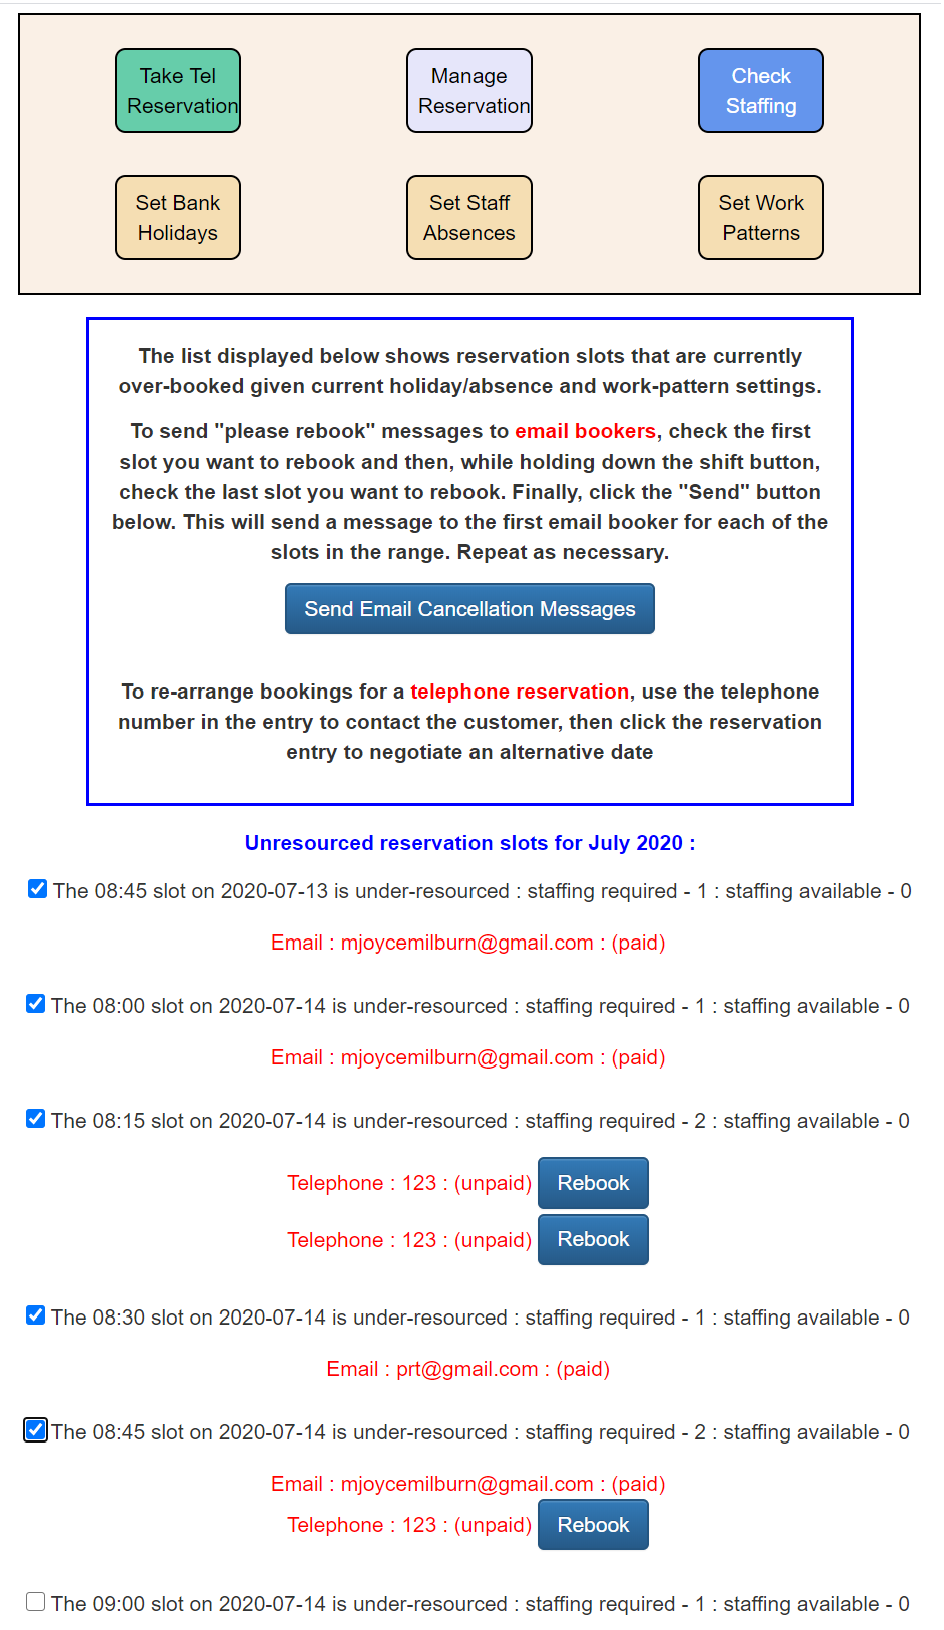 Take Tel
Reservation
Manage
Reservation
Check
Staffing
Set Bank
Holidays
Set Staff
Absences
Set Work
Patterns
The list displayed below shows reservation slots that are currently
over-booked given current holiday/absence and work-pattern settings.
To send "please rebook" messages to email bookers, check the first
slot you want to rebook and then, while holding down the shift button,
check the last slot you want to rebook. Finally, click the "Send" button
below. This will send a message to the first email booker for each of the
slots in the range. Repeat as necessary.
Send Email Cancellation Messages
To re-arrange bookings for a telephone reservation, use the telephone
number in the entry to contact the customer, then click the reservation
entry to negotiate an alternative date
Unresourced reservation slots for July 2020 :
The 08:45 slot on 2020-07-13 is under-resourced : staffing required - 1 : staffing available - 0
Email : mjoycemilburn@gmail.com : (paid)
The 08:00 slot on 2020-07-14 is under-resourced : staffing required - 1 : staffing available - 0
Email : mjoycemilburn@gmail.com : (paid)
The 08:15 slot on 2020-07-14 is under-resourced : staffing required - 2 : staffing available - 0
Telephone : 123 : (unpaid) Rebook
Telephone : 123 : (unpaid) Rebook
The 08:30 slot on 2020-07-14 is under-resourced : staffing required - 1 : staffing available - 0
Email : prt@gmail.com : (paid)
The 08:45 slot on 2020-07-14 is under-resourced : staffing required - 2 : staffing available - 0
Email : mjoycemilburn@gmail.com : (paid)
Telephone : 123 : (unpaid) Rebook
The 09:00 slot on 2020-07-14 is under-resourced : staffing required - 1 : staffing available - 0